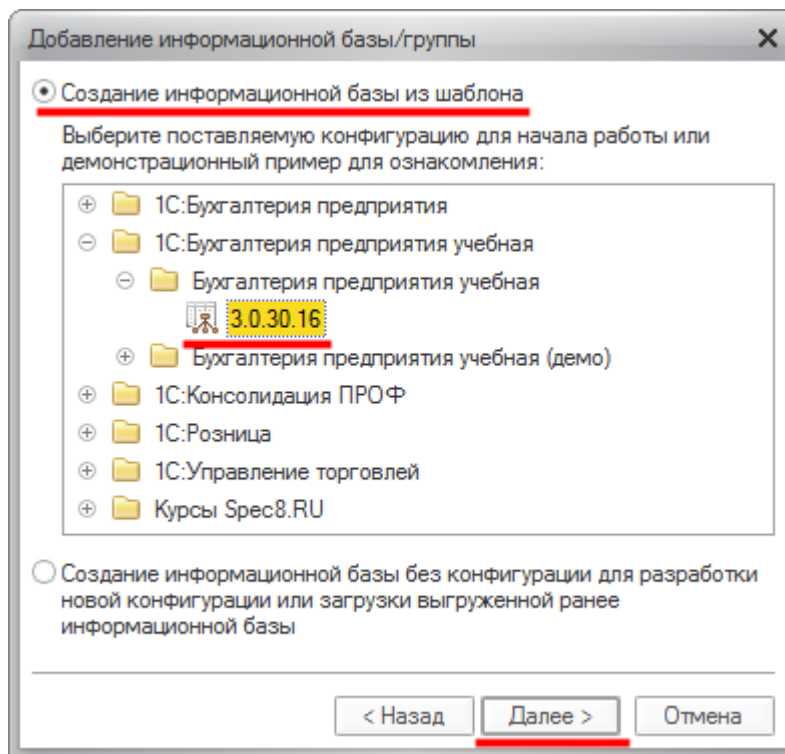 Добавление информационной базы/группы
Создание информационной базы из шаблона
Выберите поставляемую конфигурацию для начала работы или
демонстрационный пример для ознакомления:
1С:Бухгалтерия предприятия
1С:Бухгалтерия предприятия учебная
Бухгалтерия предприятия учебная
3.0.30.16
Бухгалтерия предприятия учебная (демо)
1С:Консолидация ПРОФ
1С:Розница
1С:Управление торговлей
Курсы Spec8.RU
Создание информационной базы без конфигурации для разработки
новой конфигурации или загрузки выгруженной ранее
информационной базы
< Назад Далее > Отмена